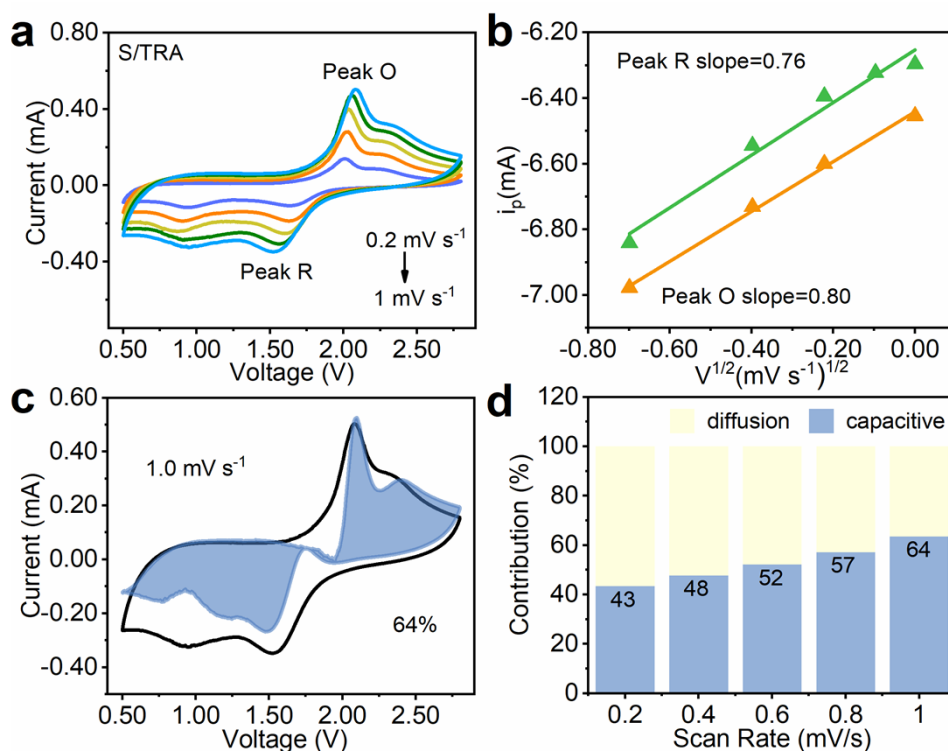 a
S/TRA
Peak O
Peak R
0.2 mV s⁻¹
1 mV s⁻¹
Current (mA)
0.80
0.40
0.00
-0.40
-0.80
0.50 1.00 1.50 2.00 2.50
Voltage (V)
b
Peak R slope=0.76
Peak O slope=0.80
iₚ(mA)
-6.20
-6.40
-6.60
-6.80
-7.00
-0.80 -0.60 -0.40 -0.20 0.00
V¹ᐟ²(mV s⁻¹)¹ᐟ²
c
1.0 mV s⁻¹
64%
Current (mA)
0.60
0.40
0.20
0.00
-0.20
-0.40
0.50 1.00 1.50 2.00 2.50
Voltage (V)
d
diffusion capacitive
Contribution (%)
120
100
80
60
40
20
0
43 48 52 57 64
0.2 0.4 0.6 0.8 1
Scan Rate (mV/s)